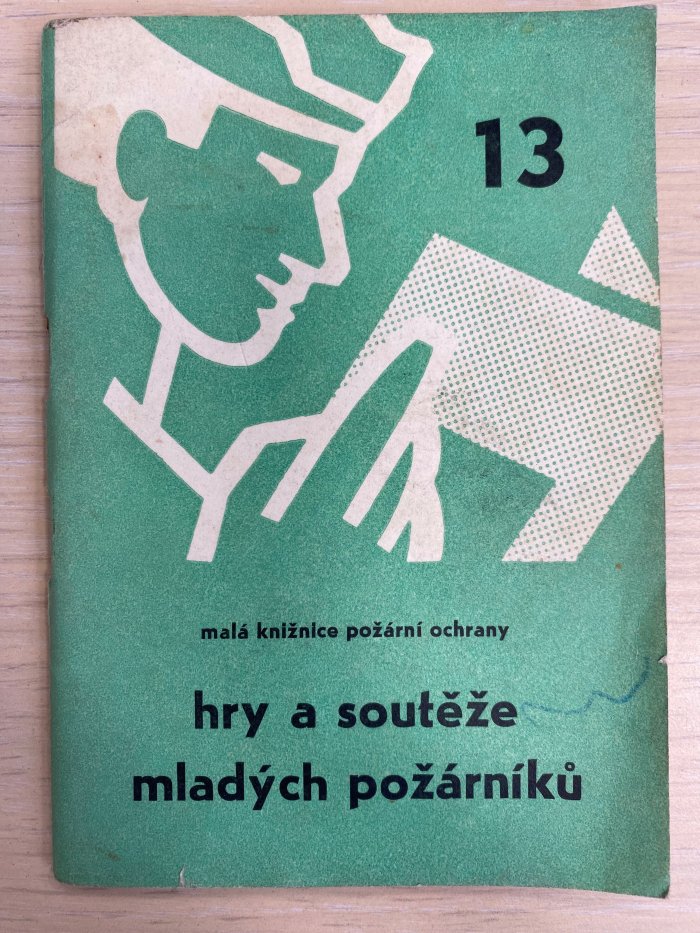 13
malá knižnice požární ochrany
hry a soutěže
mladých požárníků